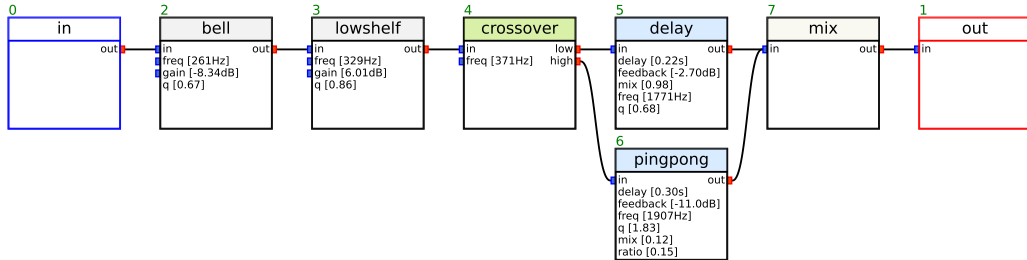 0
in
out
2
bell
in
out
freq [261Hz]
gain [-8.34dB]
q [0.67]
3
lowshelf
in
out
freq [329Hz]
gain [6.01dB]
q [0.86]
4
crossover
in
low
freq [371Hz]
high
5
delay
in
out
delay [0.22s]
feedback [-2.70dB]
mix [0.98]
freq [1771Hz]
q [0.68]
7
mix
in
out
1
out
in
6
pingpong
in
out
delay [0.30s]
feedback [-11.0dB]
freq [1907Hz]
q [1.83]
mix [0.12]
ratio [0.15]